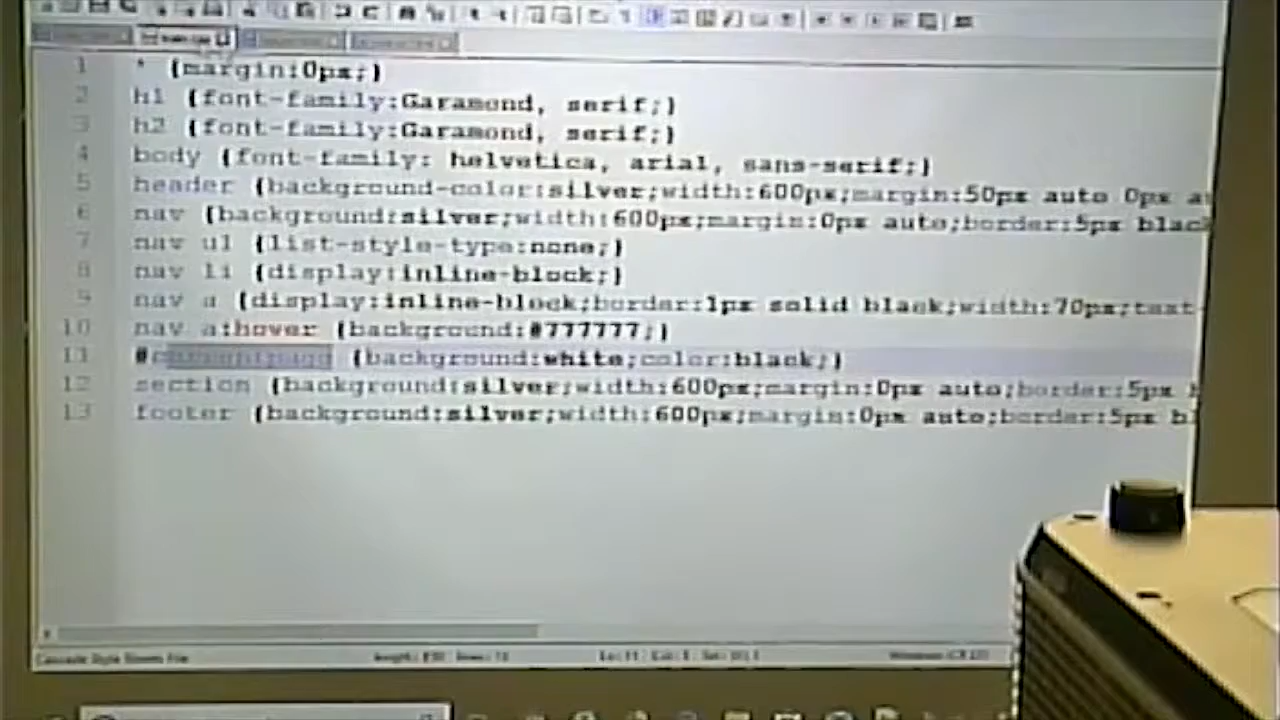 1 * {margin:0px;}
2 h1 {font-family:Garamond, serif;}
3 h2 {font-family:Garamond, serif;}
4 body {font-family: helvetica, arial, sans-serif;}
5 header {background-color:silver;width:600px;margin:50px auto 0px
6 nav {background:silver;width:600px;margin:0px auto;border:5px blac
7 nav ul {list-style-type:none;}
8 nav li {display:inline-block;}
9 nav a {display:inline-block;border:1px solid black;width:70px;text-
10 nav a:hover {background:#777777;}
11 #currentpage {background:white;color:black;}
12 section {background:silver;width:600px;margin:0px auto;border:5px
13 footer {background:silver;width:600px;margin:0px auto;border:5px bl
Cascade Style Sheets File